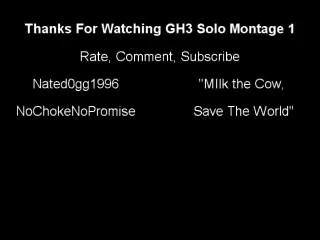 Thanks For Watching GH3 Solo Montage 1
Rate, Comment, Subscribe
Nated0gg1996 "MIlk the Cow,
NoChokeNoPromise Save The World"